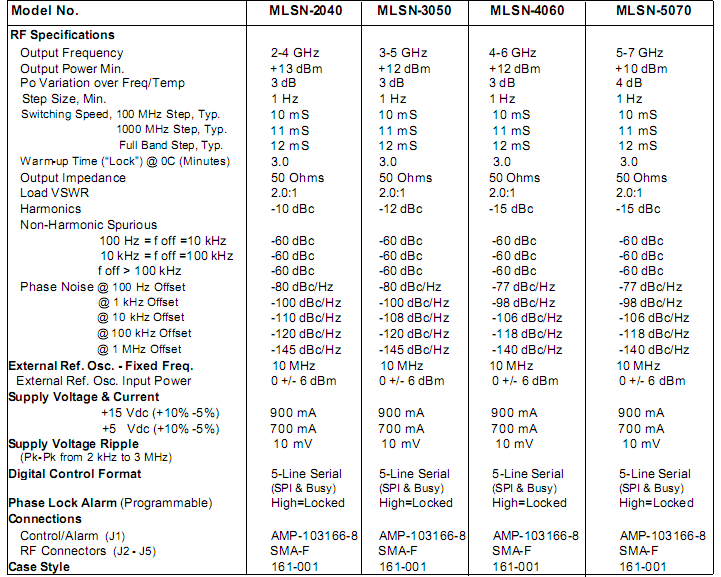 Model No. MLSN-2040 MLSN-3050 MLSN-4060 MLSN-5070
RF Specifications
Output Frequency 2-4 GHz 3-5 GHz 4-6 GHz 5-7 GHz
Output Power Min. +13 dBm +12 dBm +12 dBm +10 dBm
Po Variation over Freq/Temp 3 dB 3 dB 3 dB 4 dB
Step Size, Min. 1 Hz 1 Hz 1 Hz 1 Hz
Switching Speed, 100 MHz Step, Typ. 10 mS 10 mS 10 mS 10 mS
1000 MHz Step, Typ. 11 mS 11 mS 11 mS 11 mS
Full Band Step, Typ. 12 mS 12 mS 12 mS 12 mS
Warm-up Time (“Lock”) @ 0C (Minutes) 3.0 3.0 3.0 3.0
Output Impedance 50 Ohms 50 Ohms 50 Ohms 50 Ohms
Load VSWR 2.0:1 2.0:1 2.0:1 2.0:1
Harmonics -10 dBc -12 dBc -15 dBc -15 dBc
Non-Harmonic Spurious
100 Hz = f off =10 kHz -60 dBc -60 dBc -60 dBc -60 dBc
10 kHz = f off =100 kHz -60 dBc -60 dBc -60 dBc -60 dBc
f off > 100 kHz -60 dBc -60 dBc -60 dBc -60 dBc
Phase Noise @ 100 Hz Offset -80 dBc/Hz -80 dBc/Hz -77 dBc/Hz -77 dBc/Hz
@ 1 kHz Offset -100 dBc/Hz -100 dBc/Hz -98 dBc/Hz -98 dBc/Hz
@ 10 kHz Offset -110 dBc/Hz -108 dBc/Hz -106 dBc/Hz -106 dBc/Hz
@ 100 kHz Offset -120 dBc/Hz -120 dBc/Hz -118 dBc/Hz -118 dBc/Hz
@ 1 MHz Offset -145 dBc/Hz -145 dBc/Hz -140 dBc/Hz -140 dBc/Hz
External Ref. Osc. - Fixed Freq. 10 MHz 10 MHz 10 MHz 10 MHz
External Ref. Osc. Input Power 0 +/- 6 dBm 0 +/- 6 dBm 0 +/- 6 dBm 0 +/- 6 dBm
Supply Voltage & Current
+15 Vdc (+10% -5%) 900 mA 900 mA 900 mA 900 mA
+5 Vdc (+10% -5%) 700 mA 700 mA 700 mA 700 mA
Supply Voltage Ripple 10 mV 10 mV 10 mV 10 mV
(Pk-Pk from 2 kHz to 3 MHz)
Digital Control Format 5-Line Serial 5-Line Serial 5-Line Serial 5-Line Serial
(SPI & Busy) (SPI & Busy) (SPI & Busy) (SPI & Busy)
Phase Lock Alarm (Programmable) High=Locked High=Locked High=Locked High=Locked
Connections
Control/Alarm (J1) AMP-103166-8 AMP-103166-8 AMP-103166-8 AMP-103166-8
RF Connectors (J2 - J5) SMA-F SMA-F SMA-F SMA-F
Case Style 161-001 161-001 161-001 161-001